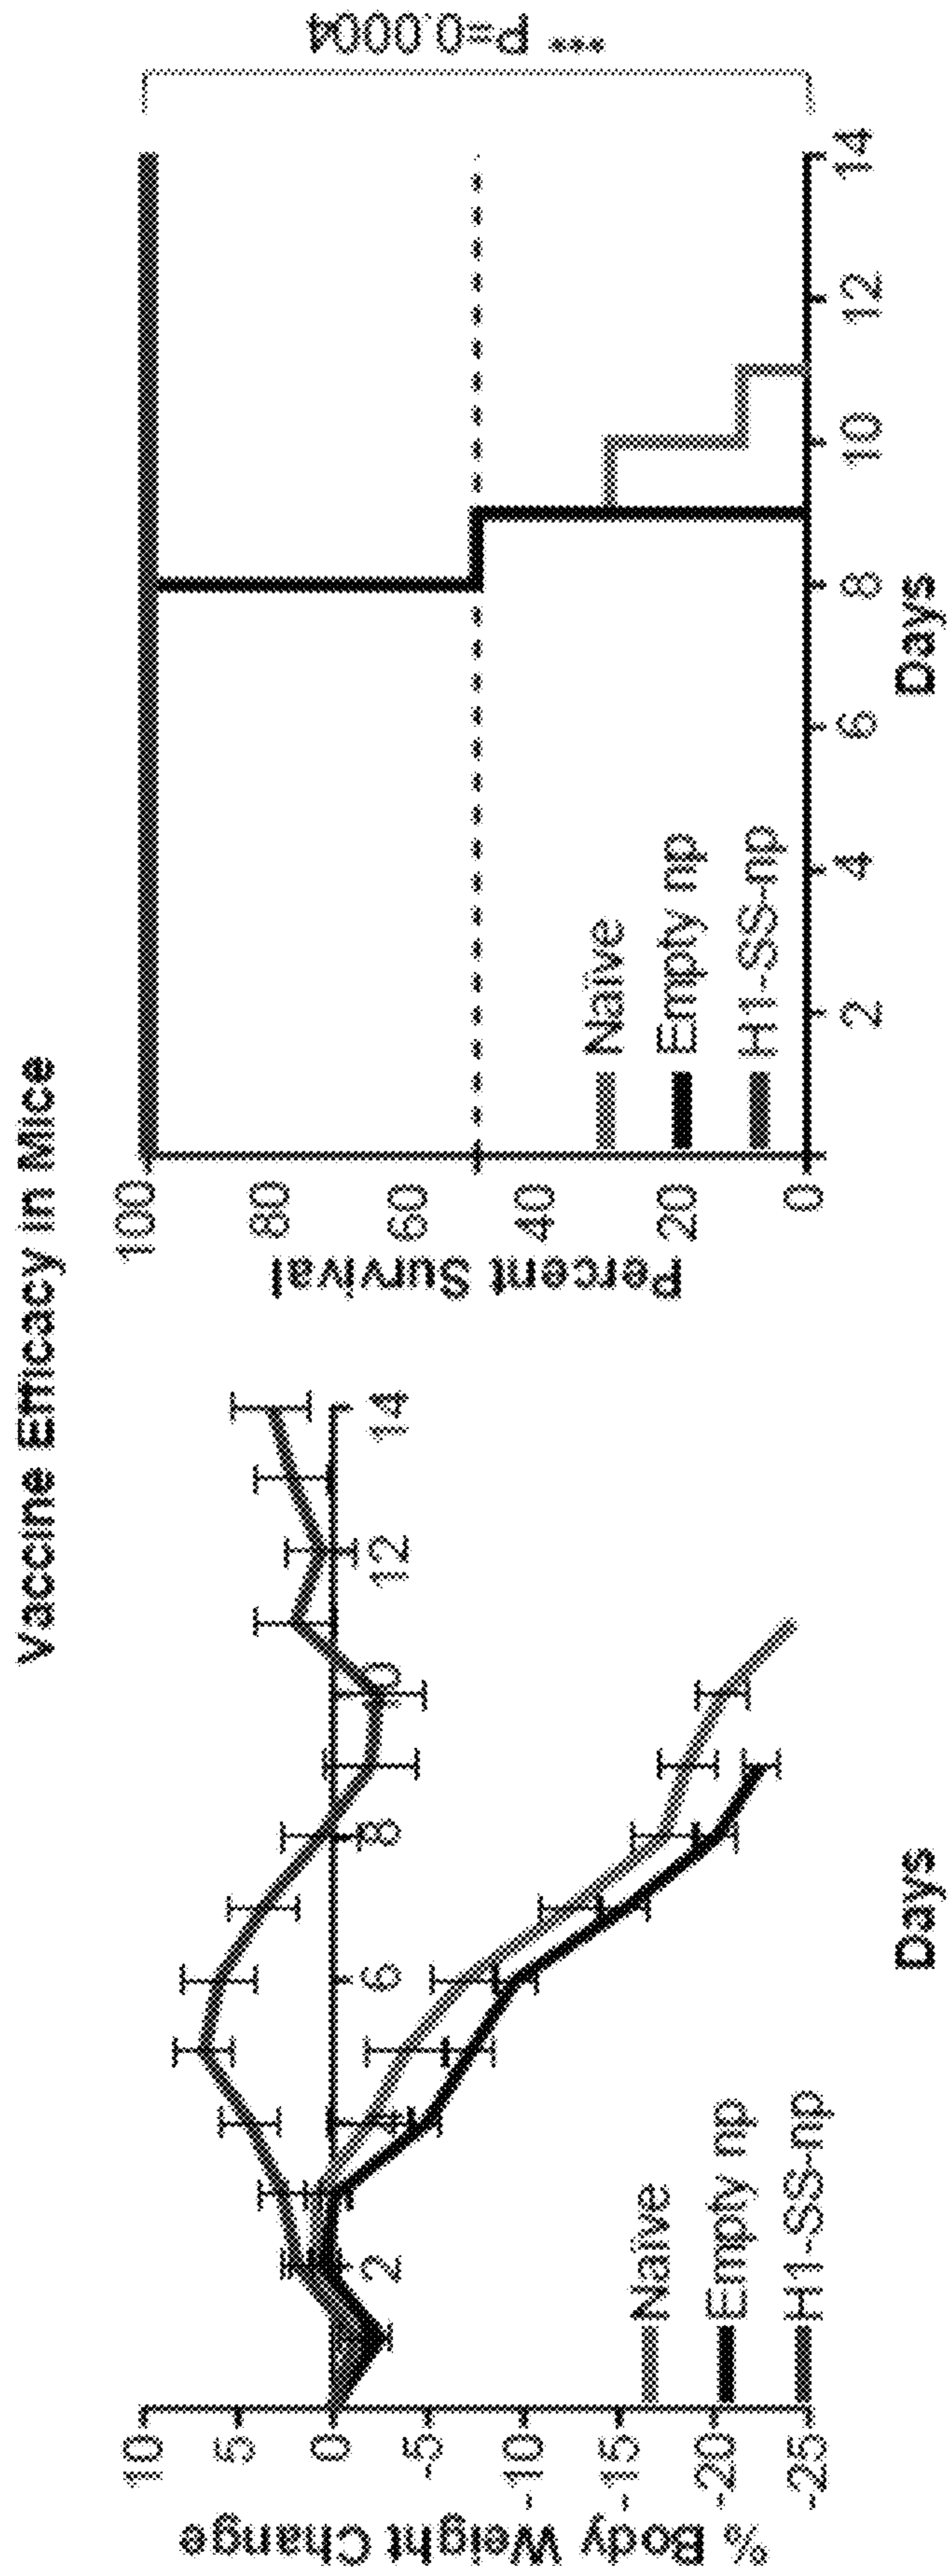 Vaccine Efficacy in Mice
% Body Weight Change
10
5
0
-5
-10
-15
-20
-25
2
6
8
10
12
14
Naïve
Empty np
H1-SS-np
Days
Percent Survival
100
80
60
40
20
0
2
4
6
8
10
12
14
Naïve
Empty np
H1-SS-np
Days
*** P=0.0004